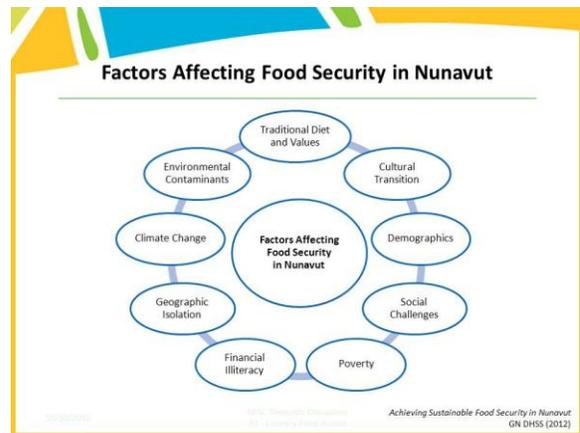 Factors Affecting Food Security in Nunavut
Traditional Diet
and Values
Cultural
Transition
Demographics
Social
Challenges
Poverty
Financial
Illiteracy
Geographic
Isolation
Climate Change
Environmental
Contaminants
Factors Affecting
Food Security
in Nunavut
Achieving Sustainable Food Security in Nunavut
GN DHSS (2012)